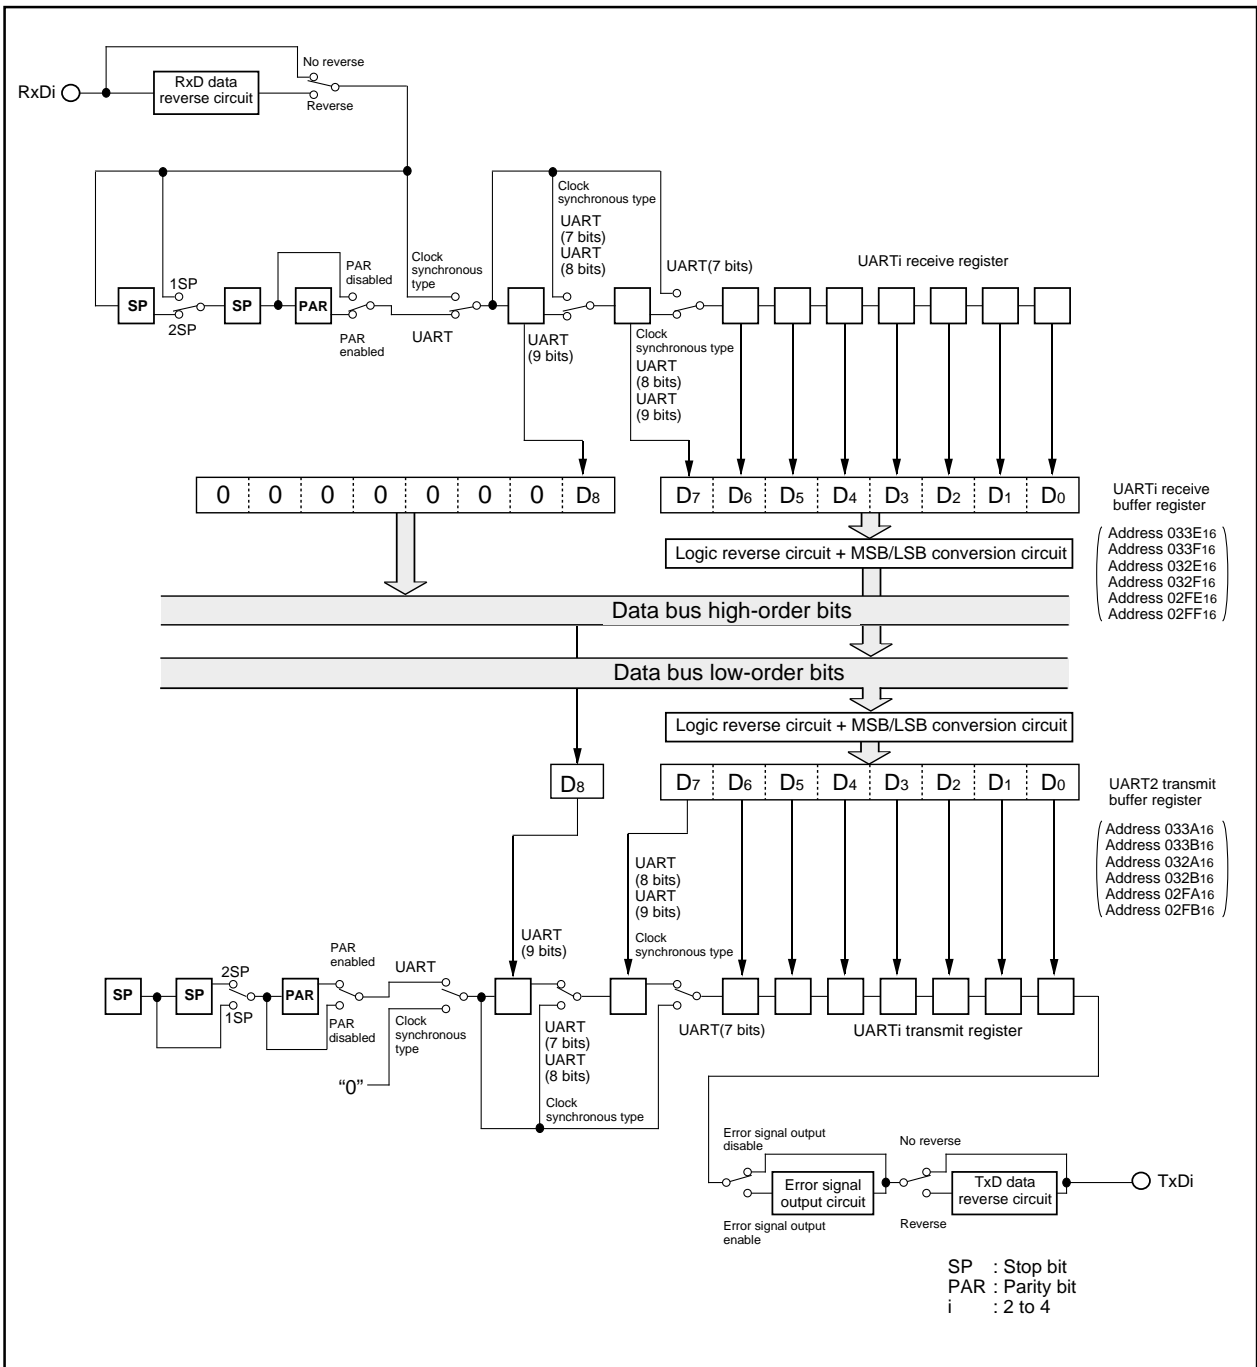 No reverse
RxDi
RxD data
reverse circuit
Reverse
Clock
synchronous type
UART
(7 bits)
UART
(8 bits)
UART(7 bits)
UARTi receive register
PAR
disabled
Clock
synchronous
type
1SP
SP
SP
PAR
2SP
PAR
enabled
UART
UART
(9 bits)
Clock
synchronous type
UART
(8 bits)
UART
(9 bits)
0 0 0 0 0 0 0 D8
D7 D6 D5 D4 D3 D2 D1 D0
UARTi receive
buffer register
Logic reverse circuit + MSB/LSB conversion circuit
Address 033E16
Address 033F16
Address 032E16
Address 032F16
Address 02FE16
Address 02FF16
Data bus high-order bits
Data bus low-order bits
Logic reverse circuit + MSB/LSB conversion circuit
D8
D7 D6 D5 D4 D3 D2 D1 D0
UART2 transmit
buffer register
Address 033A16
Address 033B16
Address 032A16
Address 032B16
Address 02FA16
Address 02FB16
UART
(8 bits)
UART
(9 bits)
Clock
synchronous type
UART
(9 bits)
PAR
enabled
UART
2SP
SP
SP
PAR
1SP
PAR
disabled
Clock
synchronous
type
"0"
UART
(7 bits)
UART
(8 bits)
Clock
synchronous type
UART(7 bits)
UARTi transmit register
Error signal output
disable
No reverse
Error signal
output circuit
TxD data
reverse circuit
TxDi
Error signal output
enable
Reverse
SP : Stop bit
PAR : Parity bit
i : 2 to 4